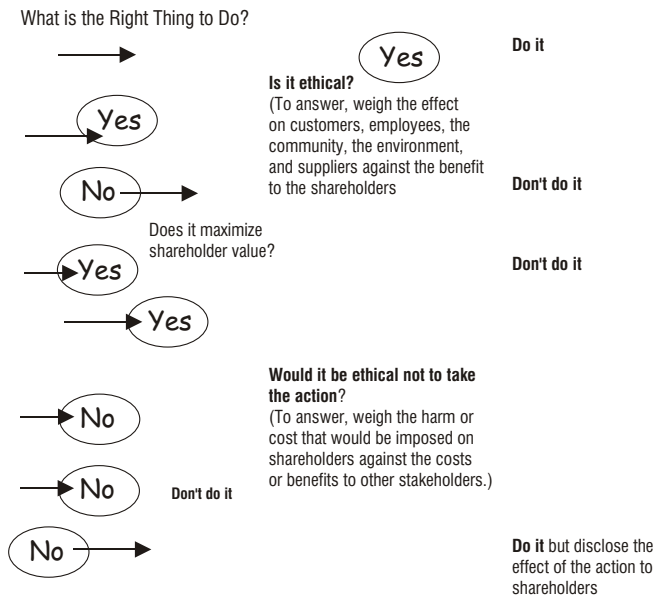 What is the Right Thing to Do?
Yes
Do it
Is it ethical?
(To answer, weigh the effect
on customers, employees, the
community, the environment,
and suppliers against the benefit
to the shareholders
Yes
No
Don't do it
Does it maximize
shareholder value?
Yes
Don't do it
Yes
Would it be ethical not to take
the action?
(To answer, weigh the harm or
cost that would be imposed on
shareholders against the costs
or benefits to other stakeholders.)
No
No
Don't do it
No
Do it but disclose the
effect of the action to
shareholders